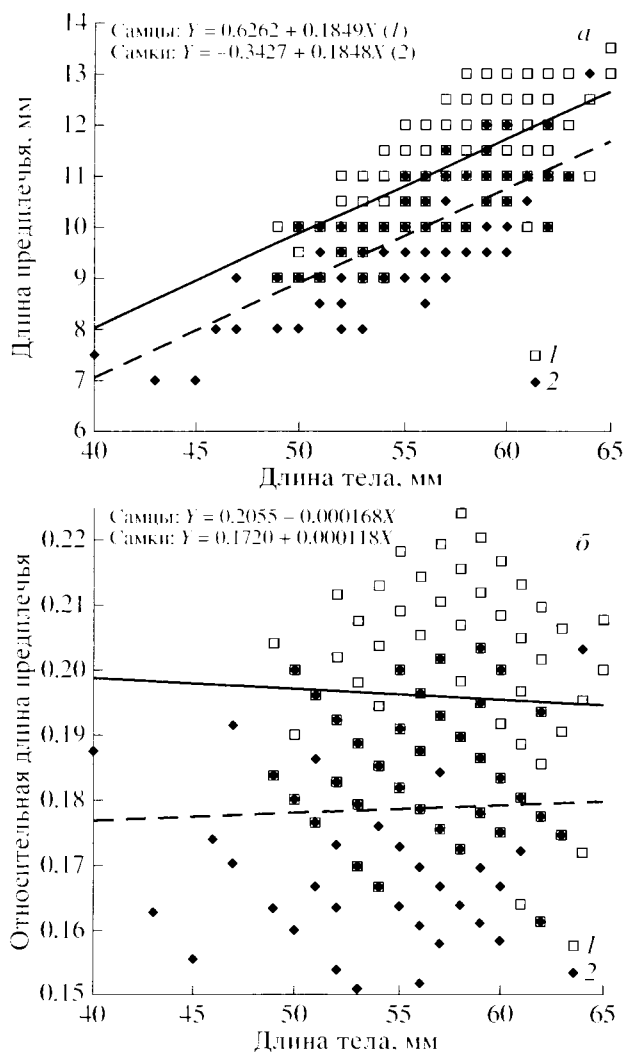 Самцы: Y = 0.6262 + 0.1849X (1)
Самки: Y = −0.3427 + 0.1848X (2)
а
Длина предплечья, мм
14
13
12
11
10
9
8
7
6
1
2
40 45 50 55 60 65
Длина тела, мм
Самцы: Y = 0.2055 − 0.000168X
Самки: Y = 0.1720 + 0.000118X
б
Относительная длина предплечья
0.22
0.21
0.20
0.19
0.18
0.17
0.16
0.15
1
2
40 45 50 55 60 65
Длина тела, мм